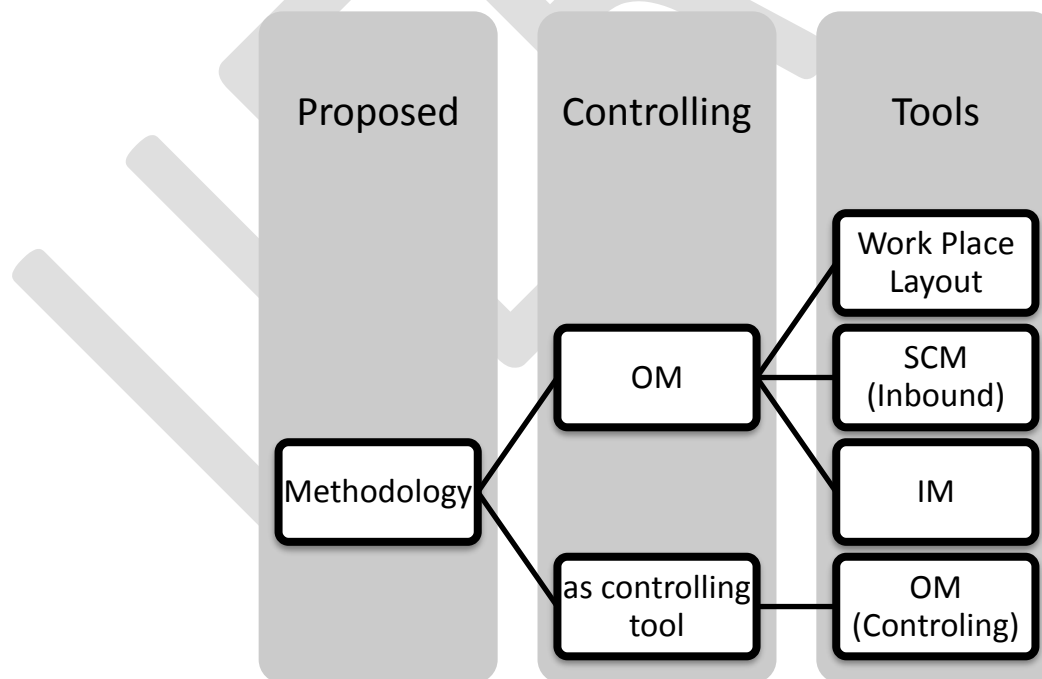 Proposed
Controlling
Tools
Work Place
Layout
SCM
(Inbound)
IM
OM
Methodology
as controlling
tool
OM
(Controling)